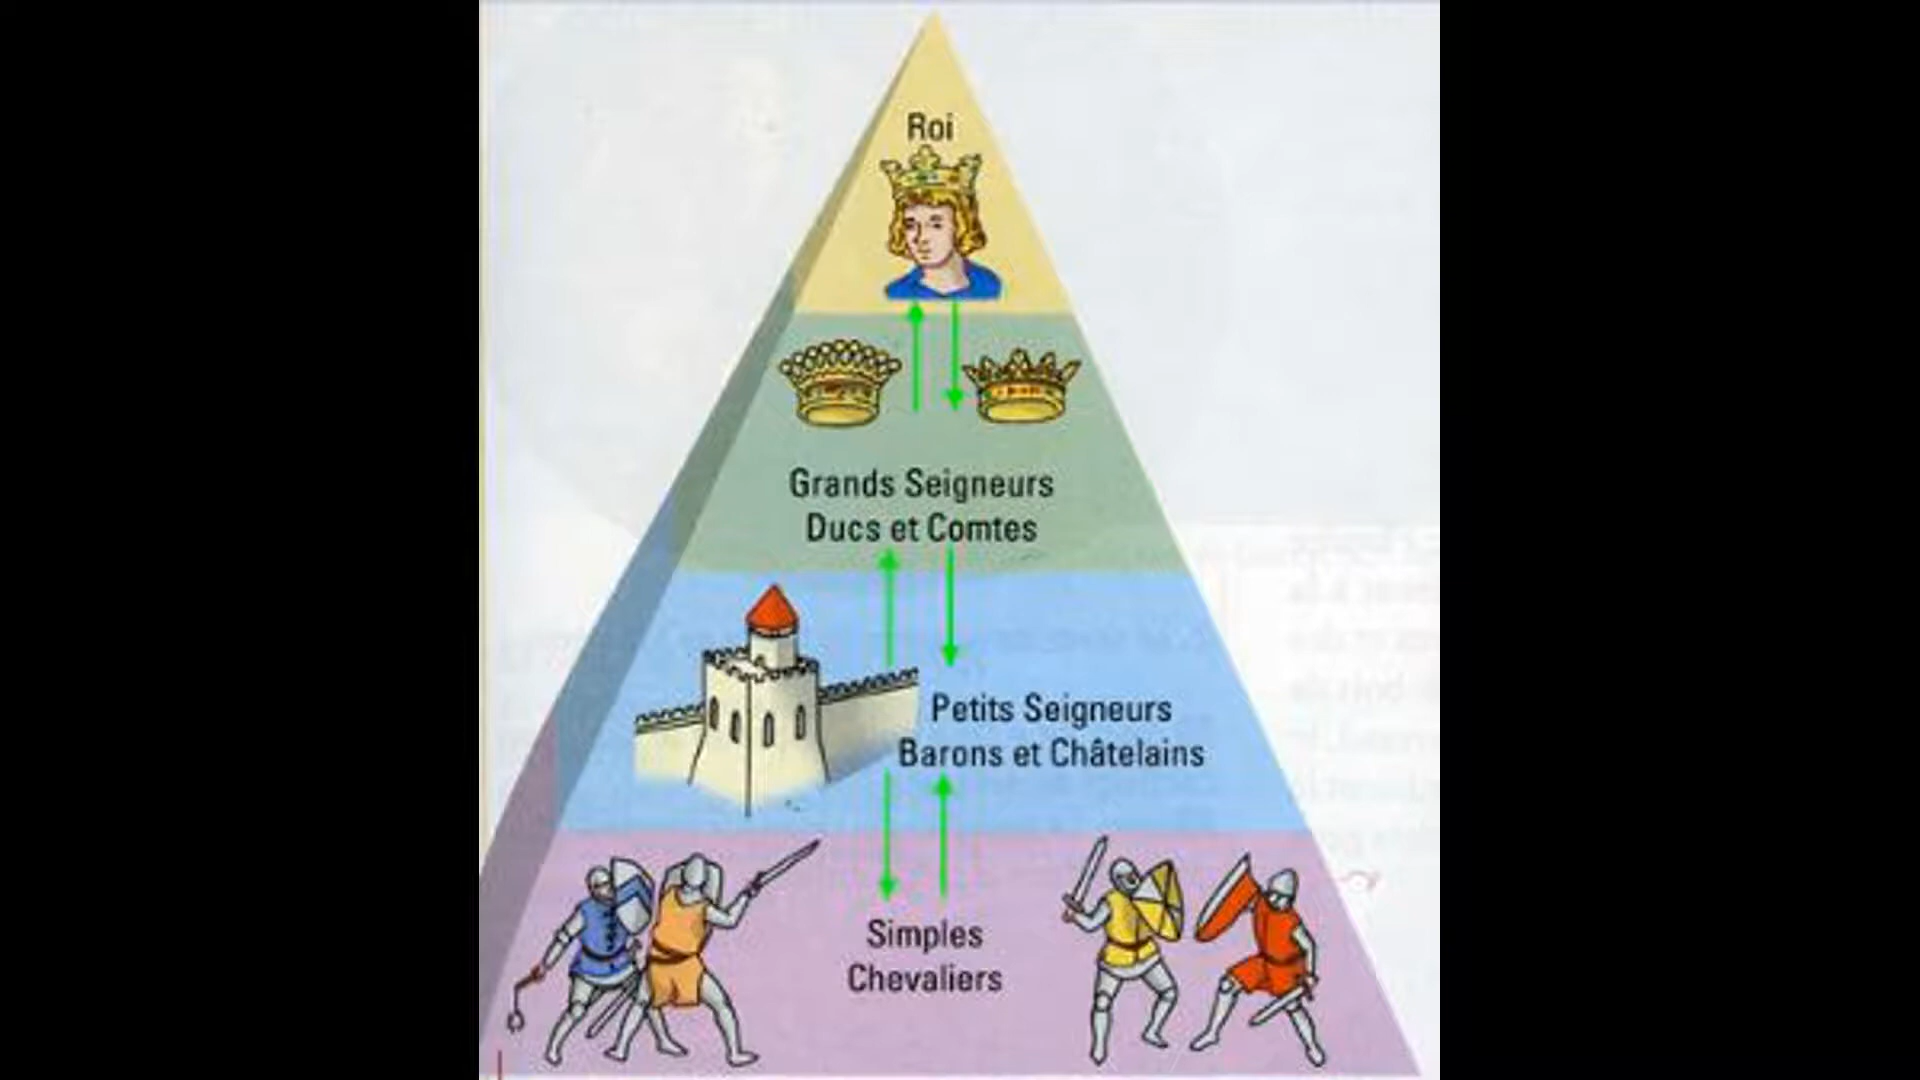 Roi
Grands Seigneurs
Ducs et Comtes
Petits Seigneurs
Barons et Châtelains
Simples
Chevaliers